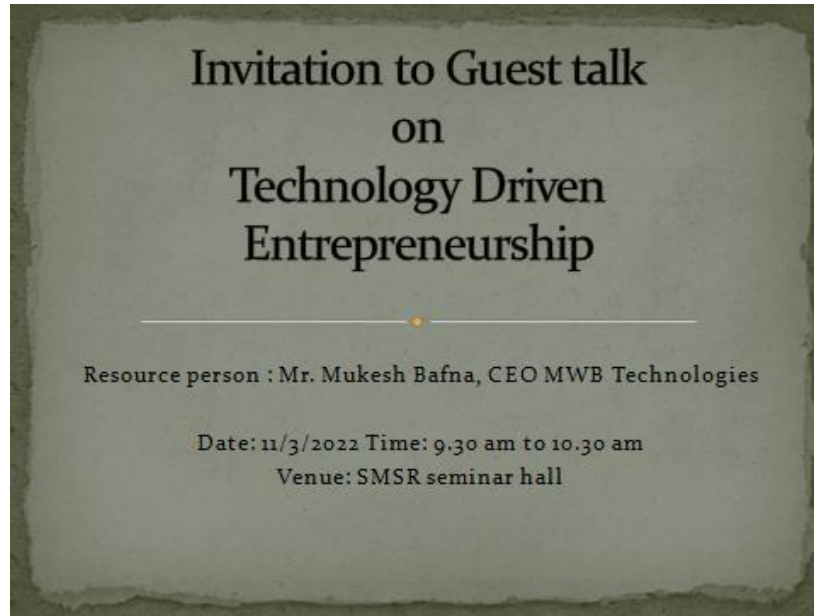 Invitation to Guest talk
on
Technology Driven
Entrepreneurship
Resource person : Mr. Mukesh Bafna, CEO MWB Technologies
Date: 11/3/2022 Time: 9.30 am to 10.30 am
Venue: SMSR seminar hall